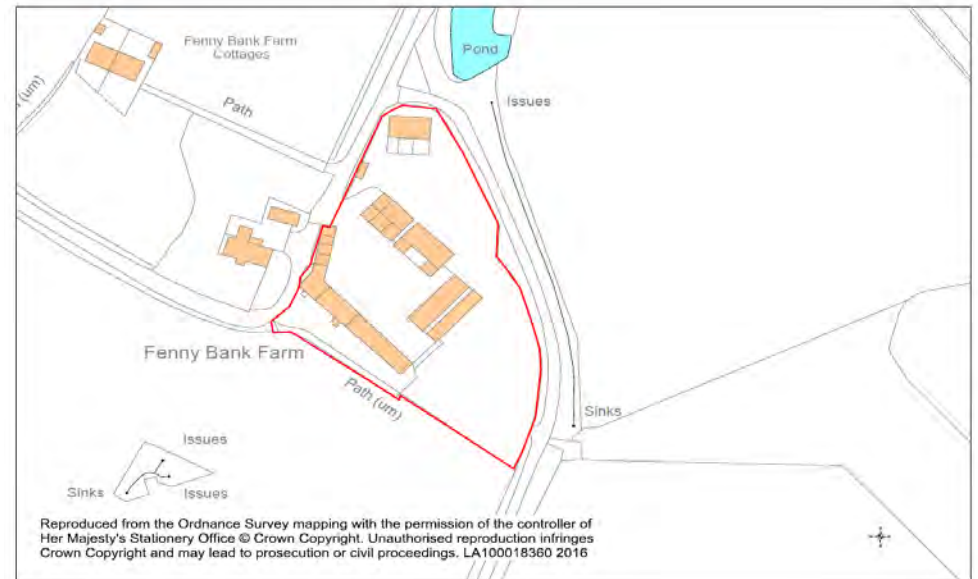 Fenny Bank Farm
Cottages
Pond
(um)
Path
Issues
Fenny Bank Farm
Path (um)
Sinks
Issues
Sinks
Issues
Reproduced from the Ordnance Survey mapping with the permission of the controller of
Her Majesty's Stationery Office © Crown Copyright. Unauthorised reproduction infringes
Crown Copyright and may lead to prosecution or civil proceedings. LA100018360 2016